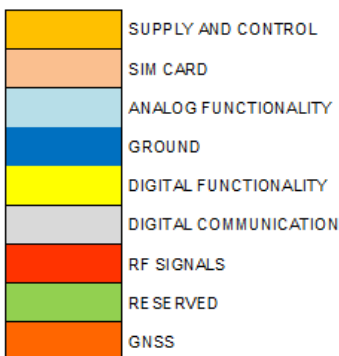 SUPPLY AND CONTROL
SIM CARD
ANALOG FUNCTIONALITY
GROUND
DIGITAL FUNCTIONALITY
DIGITAL COMMUNICATION
RF SIGNALS
RESERVED
GNSS